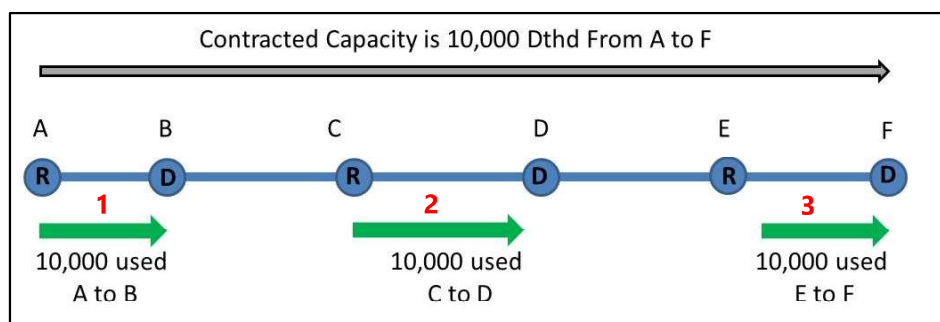 Contracted Capacity is 10,000 Dthd From A to F
A B C D E F
R D R D R D
1 2 3
10,000 used 10,000 used 10,000 used
A to B C to D E to F